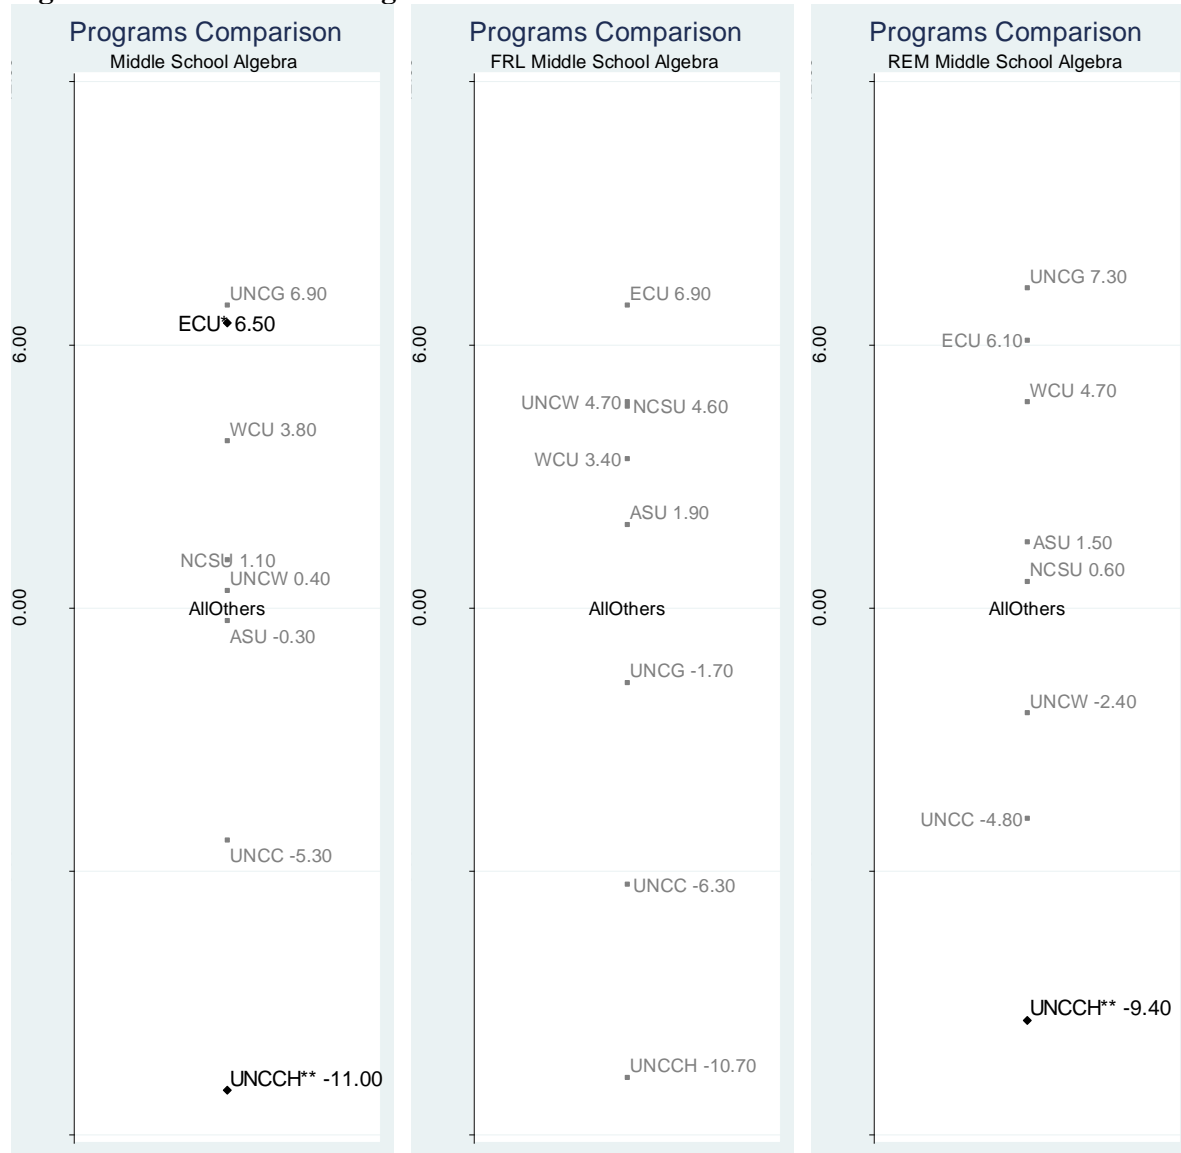 Programs Comparison
Middle School Algebra
6.00
0.00
UNCG 6.90
ECU* 6.50
WCU 3.80
NCSU 1.10
UNCW 0.40
AllOthers
ASU -0.30
UNCC -5.30
UNCCH** -11.00
Programs Comparison
FRL Middle School Algebra
6.00
0.00
ECU 6.90
UNCW 4.70
NCSU 4.60
WCU 3.40
ASU 1.90
AllOthers
UNCG -1.70
UNCC -6.30
UNCCH -10.70
Programs Comparison
REM Middle School Algebra
6.00
0.00
UNCG 7.30
ECU 6.10
WCU 4.70
ASU 1.50
NCSU 0.60
AllOthers
UNCW -2.40
UNCC -4.80
UNCCH** -9.40